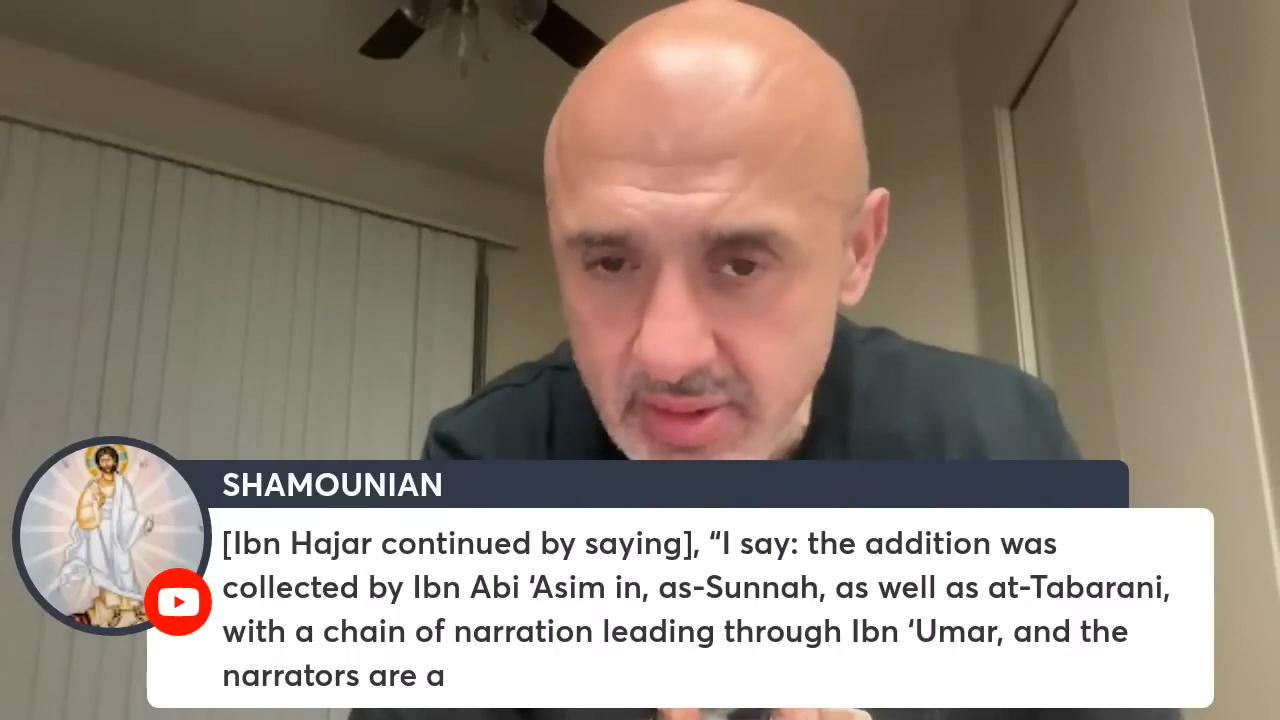 SHAMOUNIAN
[Ibn Hajar continued by saying], “I say: the addition was
collected by Ibn Abi ‘Asim in, as-Sunnah, as well as at-Tabarani,
with a chain of narration leading through Ibn ‘Umar, and the
narrators are a